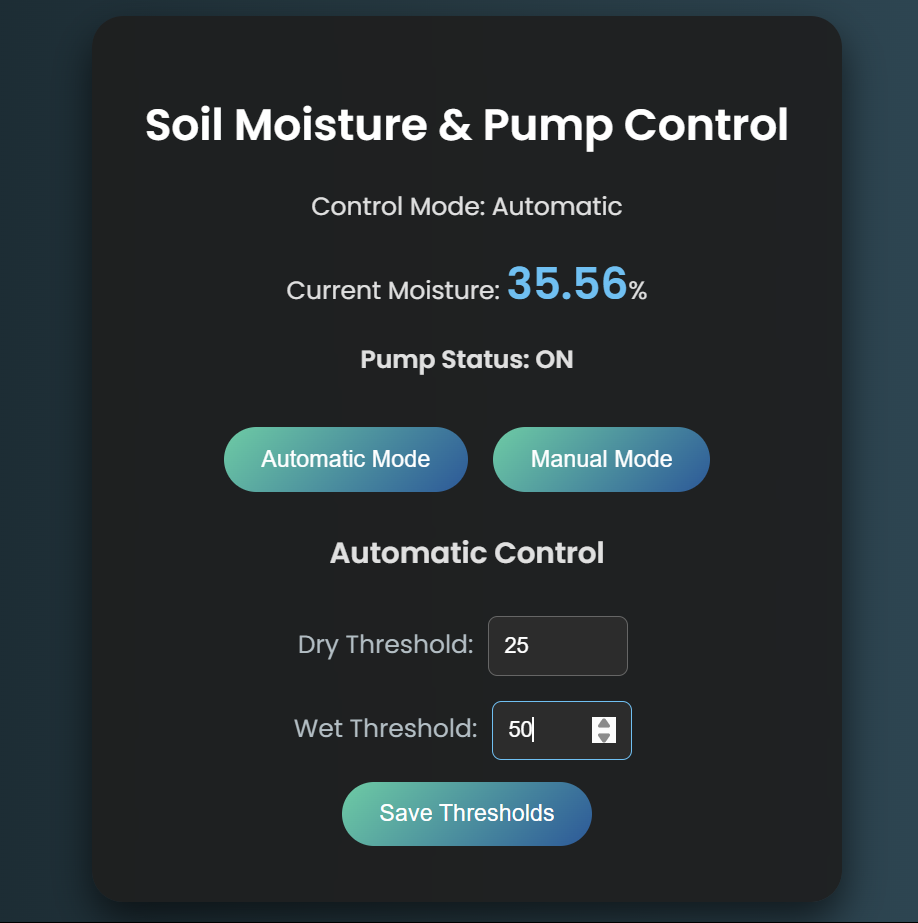 Soil Moisture & Pump Control
Control Mode: Automatic
Current Moisture: 35.56%
Pump Status: ON
Automatic Mode Manual Mode
Automatic Control
Dry Threshold: 25
Wet Threshold: 50
Save Thresholds